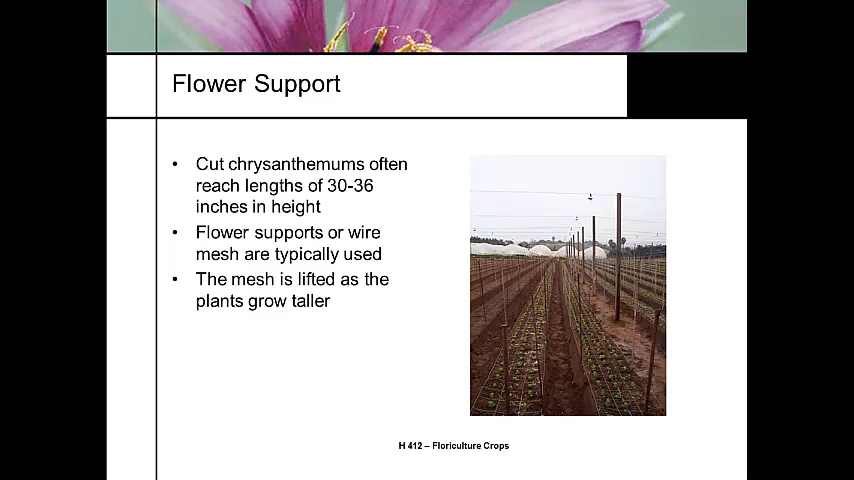 Flower Support
• Cut chrysanthemums often
reach lengths of 30-36
inches in height
• Flower supports or wire
mesh are typically used
• The mesh is lifted as the
plants grow taller
H 412 – Floriculture Crops